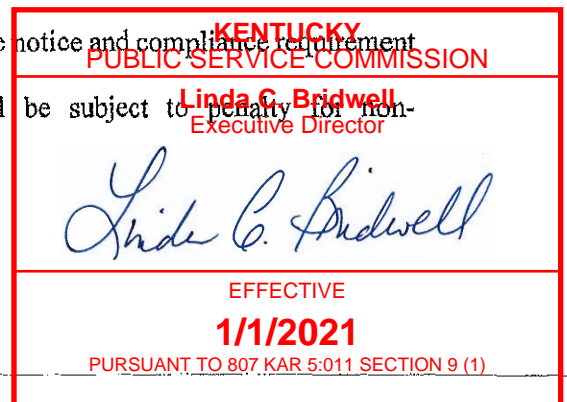 KENTUCKY
e notice and compliance requirement
PUBLIC SERVICE COMMISSION
Linda C. Bridwell
be subject to penalty for non-
Executive Director
Linda C. Bridwell
EFFECTIVE
1/1/2021
PURSUANT TO 807 KAR 5:011 SECTION 9 (1)